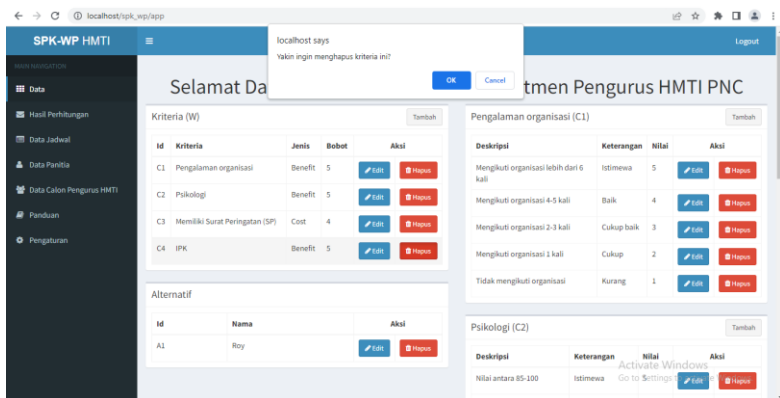 localhost/spk_wp/app
SPK-WP HMTI
Logout
localhost says
Yakin ingin menghapus kriteria ini?
OK
Cancel
MAIN NAVIGATION
Data
Hasil Perhitungan
Data Jadwal
Data Panitia
Data Calon Pengurus HMTI
Panduan
Pengaturan
Selamat Da tmen Pengurus HMTI PNC
Kriteria (W)
Tambah
Id Kriteria Jenis Bobot Aksi
C1 Pengalaman organisasi Benefit 5 Edit Hapus
C2 Psikologi Benefit 5 Edit Hapus
C3 Memiliki Surat Peringatan (SP) Cost 4 Edit Hapus
C4 IPK Benefit 5 Edit Hapus
Alternatif
Id Nama Aksi
A1 Roy Edit Hapus
Pengalaman organisasi (C1)
Tambah
Deskripsi Keterangan Nilai Aksi
Mengikuti organisasi lebih dari 6
kali
Istimewa 5 Edit Hapus
Mengikuti organisasi 4-5 kali Baik 4 Edit Hapus
Mengikuti organisasi 2-3 kali Cukup baik 3 Edit Hapus
Mengikuti organisasi 1 kali Cukup 2 Edit Hapus
Tidak mengikuti organisasi Kurang 1 Edit Hapus
Psikologi (C2)
Tambah
Deskripsi Keterangan Nilai Aksi
Nilai antara 85-100 Istimewa 5 Edit Hapus
Activate Windows
Go to Settings to